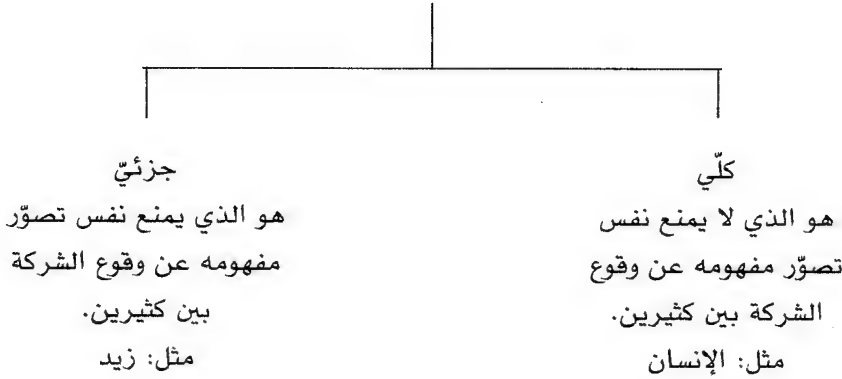 كلّي
هو الذي لا يمنع نفس
تصوّر مفهومه عن وقوع
الشركة بين كثيرين.
مثل: الإنسان
جزئيّ
هو الذي يمنع نفس تصوّر
مفهومه عن وقوع الشركة
بين كثيرين.
مثل: زيد